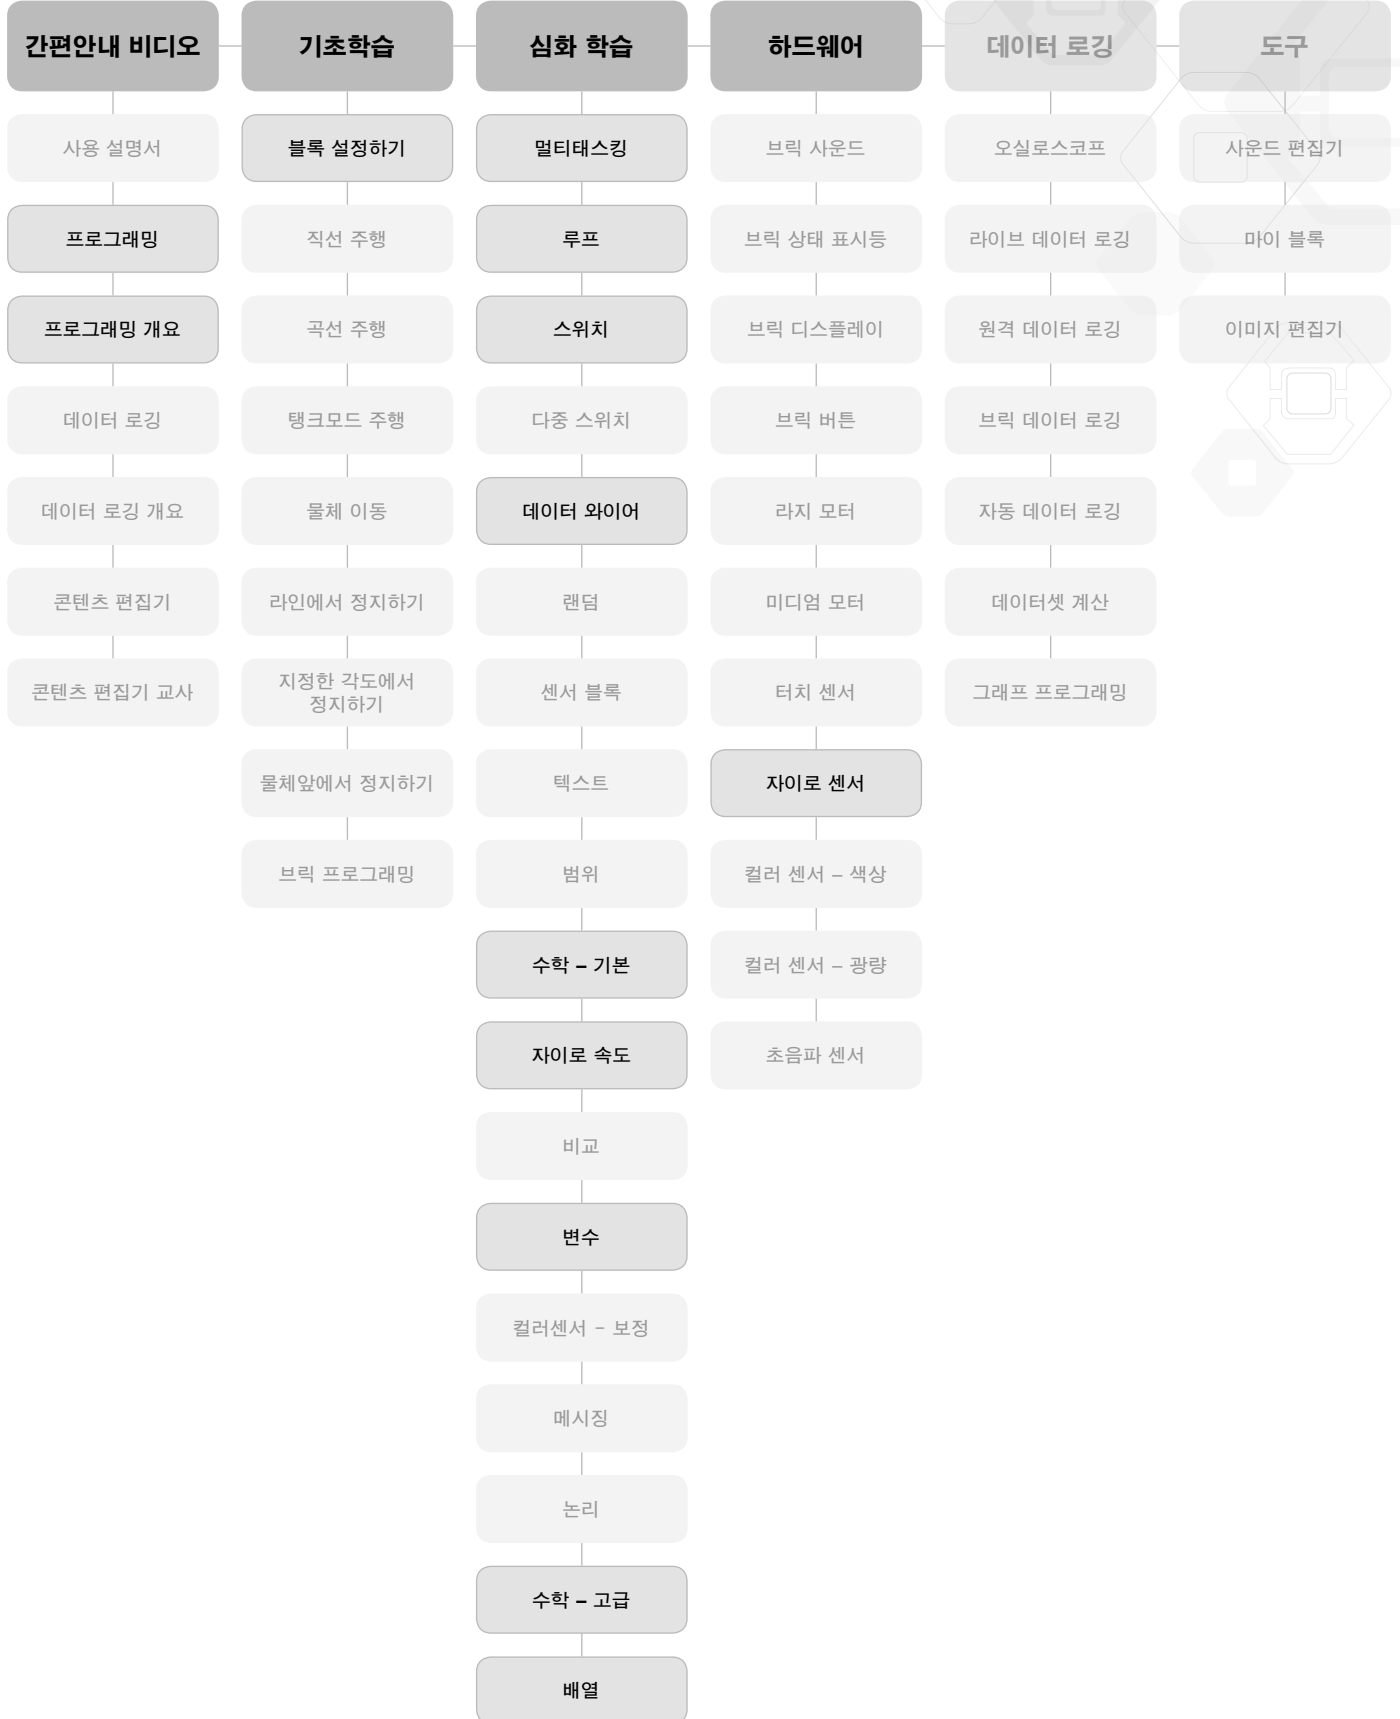 간편안내 비디오
사용 설명서
프로그래밍
프로그래밍 개요
데이터 로깅
데이터 로깅 개요
콘텐츠 편집기
콘텐츠 편집기 교사
기초학습
블록 설정하기
직선 주행
곡선 주행
탱크모드 주행
물체 이동
라인에서 정지하기
지정한 각도에서
정지하기
물체앞에서 정지하기
브릭 프로그래밍
심화 학습
멀티태스킹
루프
스위치
다중 스위치
데이터 와이어
랜덤
센서 블록
텍스트
범위
수학 – 기본
자이로 속도
비교
변수
컬러센서 - 보정
메시징
논리
수학 – 고급
배열
하드웨어
브릭 사운드
브릭 상태 표시등
브릭 디스플레이
브릭 버튼
라지 모터
미디엄 모터
터치 센서
자이로 센서
컬러 센서 – 색상
컬러 센서 – 광량
초음파 센서
데이터 로깅
오실로스코프
라이브 데이터 로깅
원격 데이터 로깅
브릭 데이터 로깅
자동 데이터 로깅
데이터셋 계산
그래프 프로그래밍
도구
사운드 편집기
마이 블록
이미지 편집기